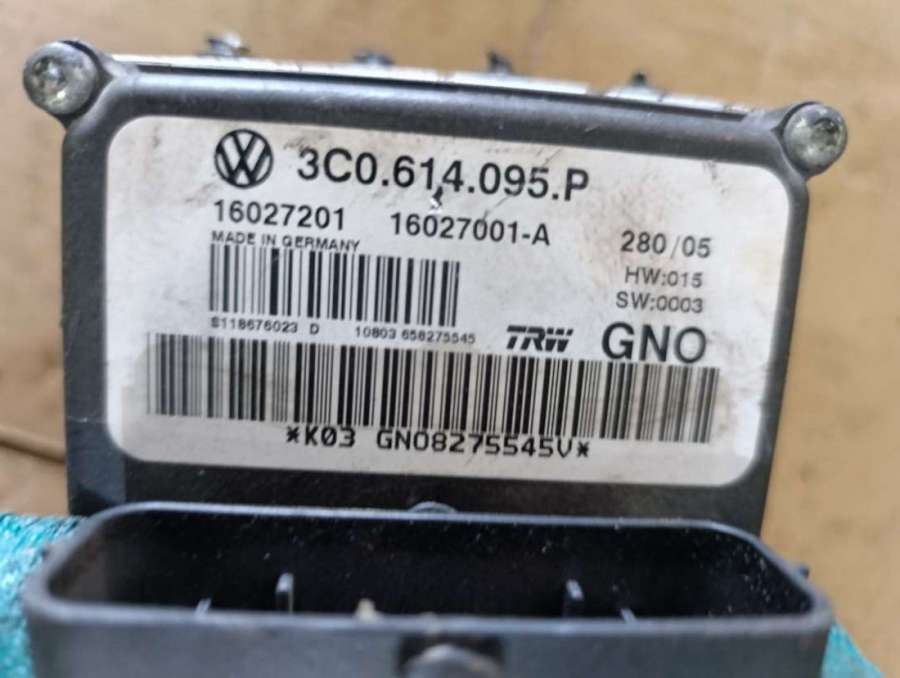 3C0.614.095.P
16027201 16027001-A 280/05
MADE IN GERMANY HW:015
SW:0003
S118676023 D 10803 658275545 TRW GNO
*K03 GNO8275545V*